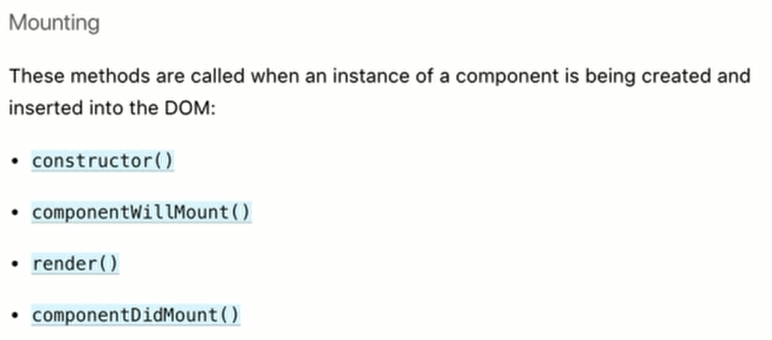 Mounting
These methods are called when an instance of a component is being created and
inserted into the DOM:
• constructor()
• componentWillMount()
• render()
• componentDidMount()